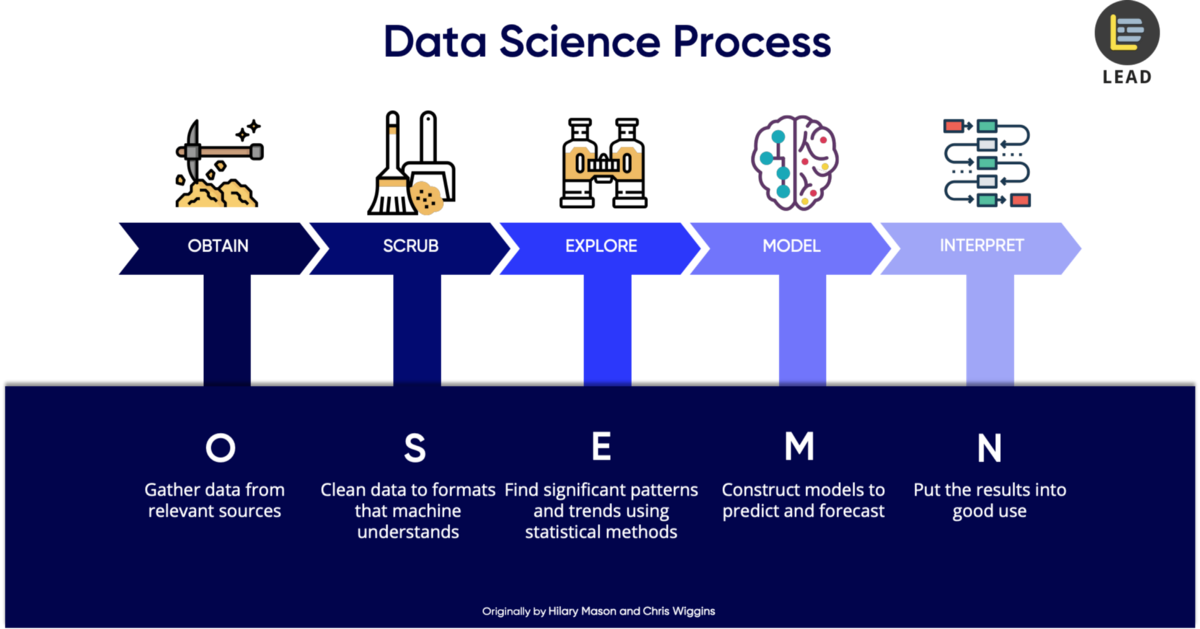 Data Science Process
LEAD
OBTAIN
SCRUB
EXPLORE
MODEL
INTERPRET
O
Gather data from
relevant sources
S
Clean data to formats
that machine
understands
E
Find significant patterns
and trends using
statistical methods
M
Construct models to
predict and forecast
N
Put the results into
good use
Originally by Hilary Mason and Chris Wiggins